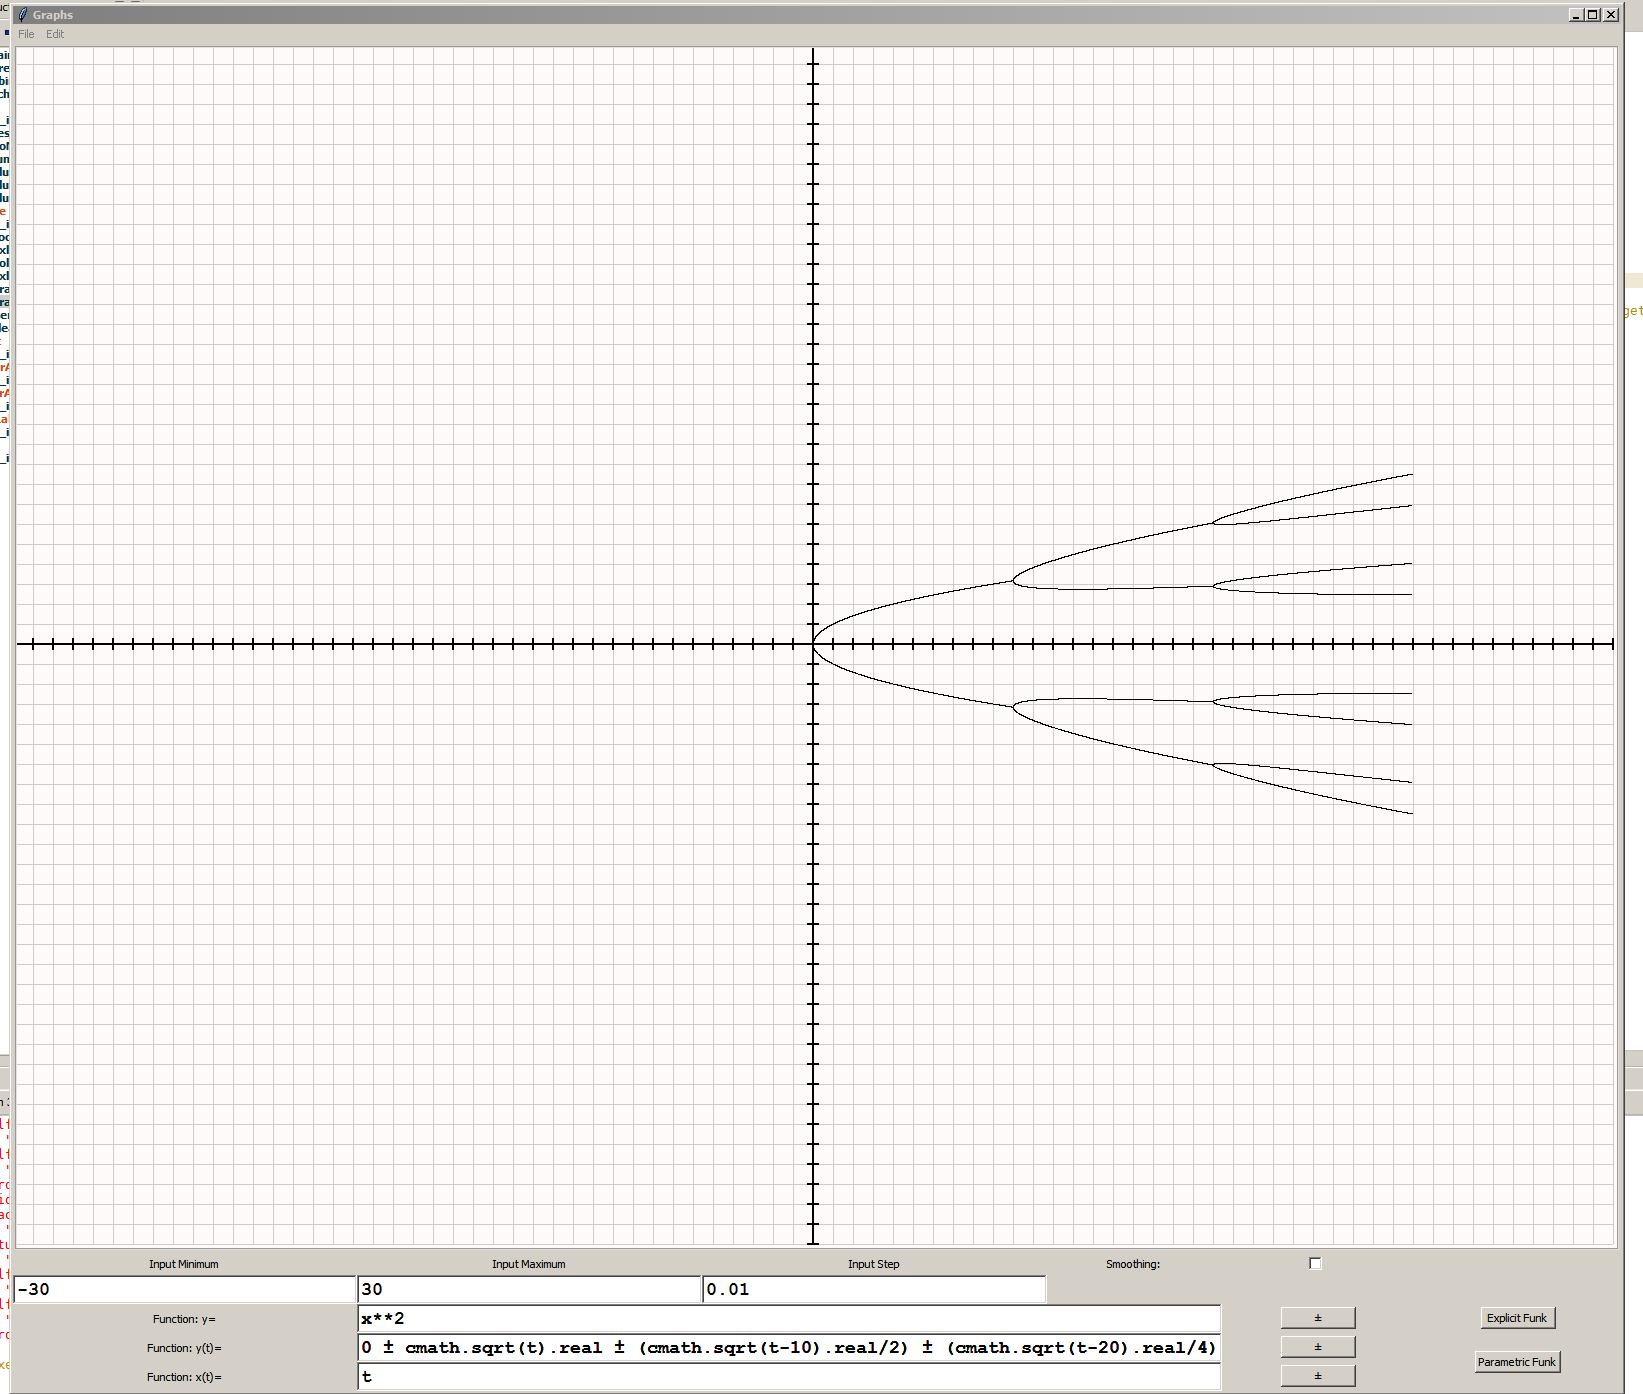 Graphs
File Edit
get
Input Minimum Input Maximum Input Step Smoothing:
-30 30 0.01
Function: y= x**2 ± Explicit Funk
Function: y(t)= 0 ± cmath.sqrt(t).real ± (cmath.sqrt(t-10).real/2) ± (cmath.sqrt(t-20).real/4) ±
Parametric Funk
Function: x(t)= t ±